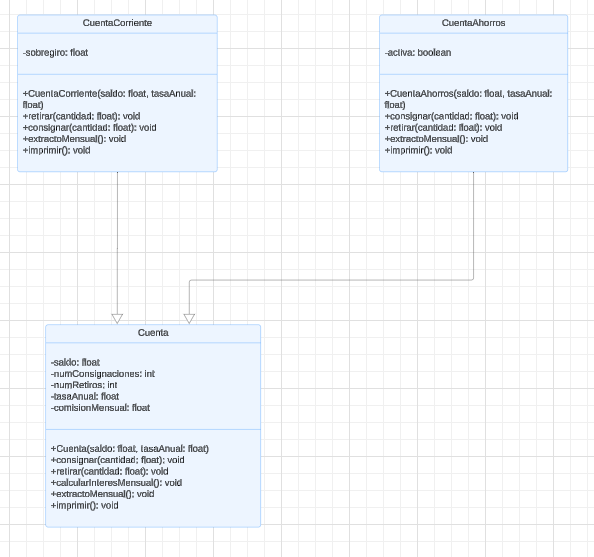 CuentaCorriente
-sobregiro: float
+CuentaCorriente(saldo: float, tasaAnual:
float)
+retirar(cantidad: float): void
+consignar(cantidad: float): void
+extractoMensual(): void
+imprimir(): void
CuentaAhorros
-activa: boolean
+CuentaAhorros(saldo: float, tasaAnual:
float)
+consignar(cantidad: float): void
+retirar(cantidad: float): void
+extractoMensual(): void
+imprimir(): void
Cuenta
-saldo: float
-numConsignaciones: int
-numRetiros: int
-tasaAnual: float
-comisionMensual: float
+Cuenta(saldo: float, tasaAnual: float)
+consignar(cantidad: float): void
+retirar(cantidad: float): void
+calcularInteresMensual(): void
+extractoMensual(): void
+imprimir(): void